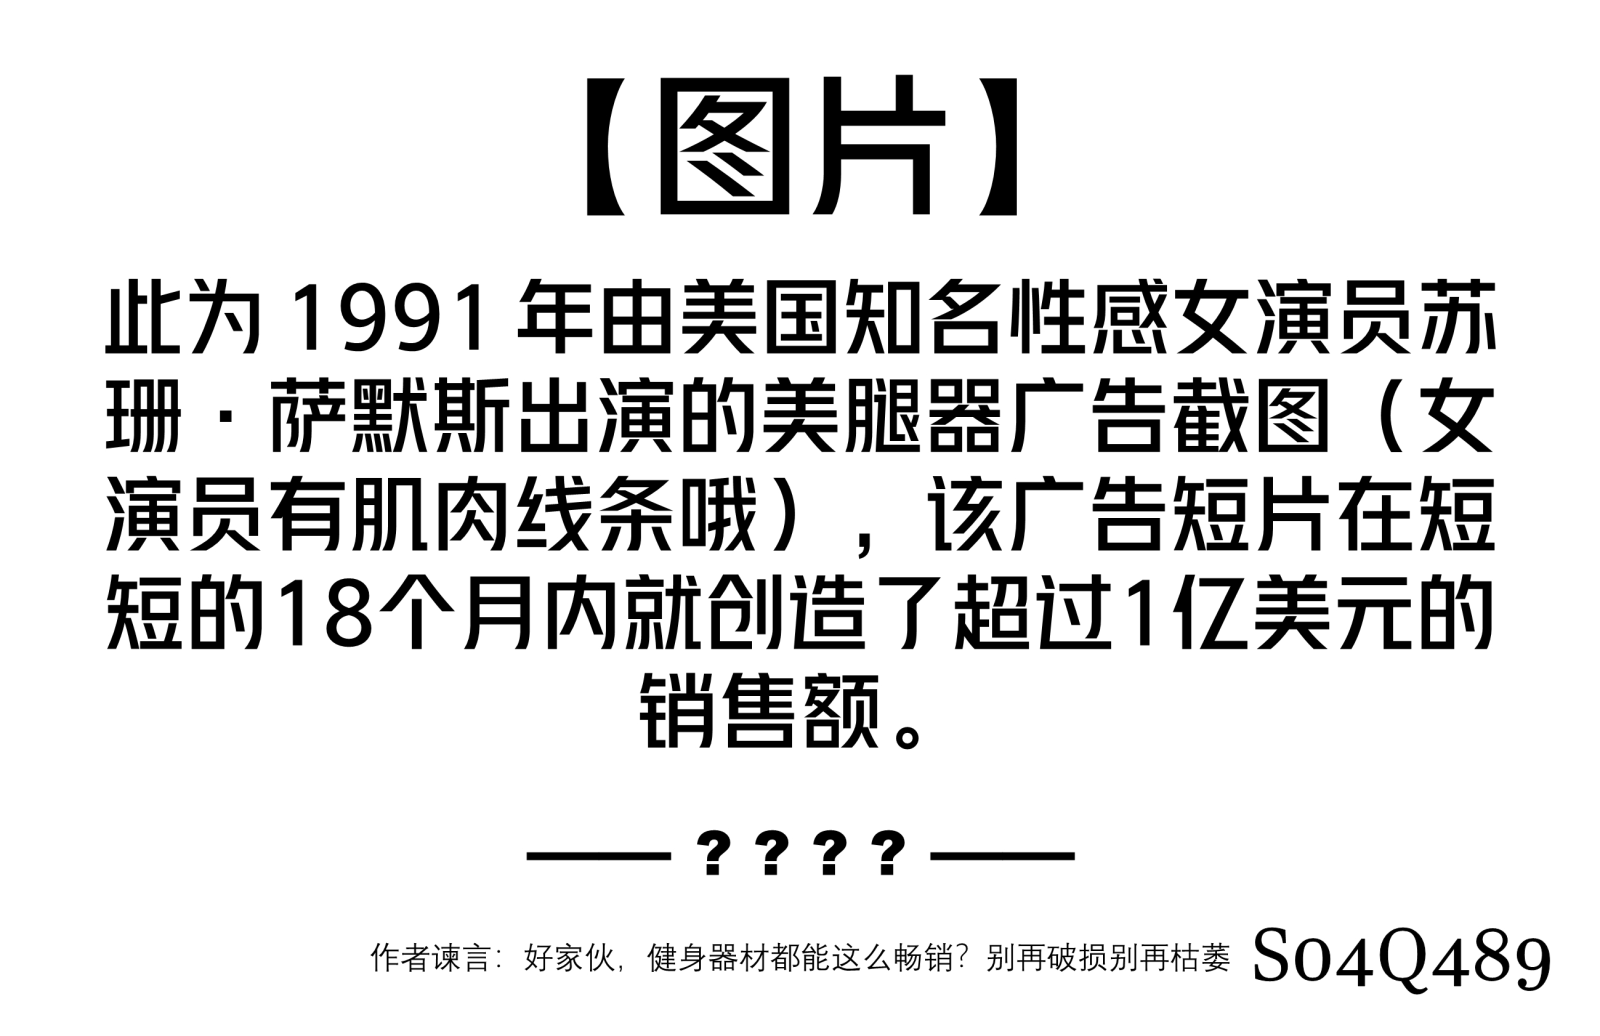 【图片】
此为1991年由美国知名性感女演员苏
珊·萨默斯出演的美腿器广告截图（女
演员有肌肉线条哦），该广告短片在短
短的18个月内就创造了超过1亿美元的
销售额。
——????——
作者谏言：好家伙，健身器材都能这么畅销？别再破损别再枯萎 S04Q489